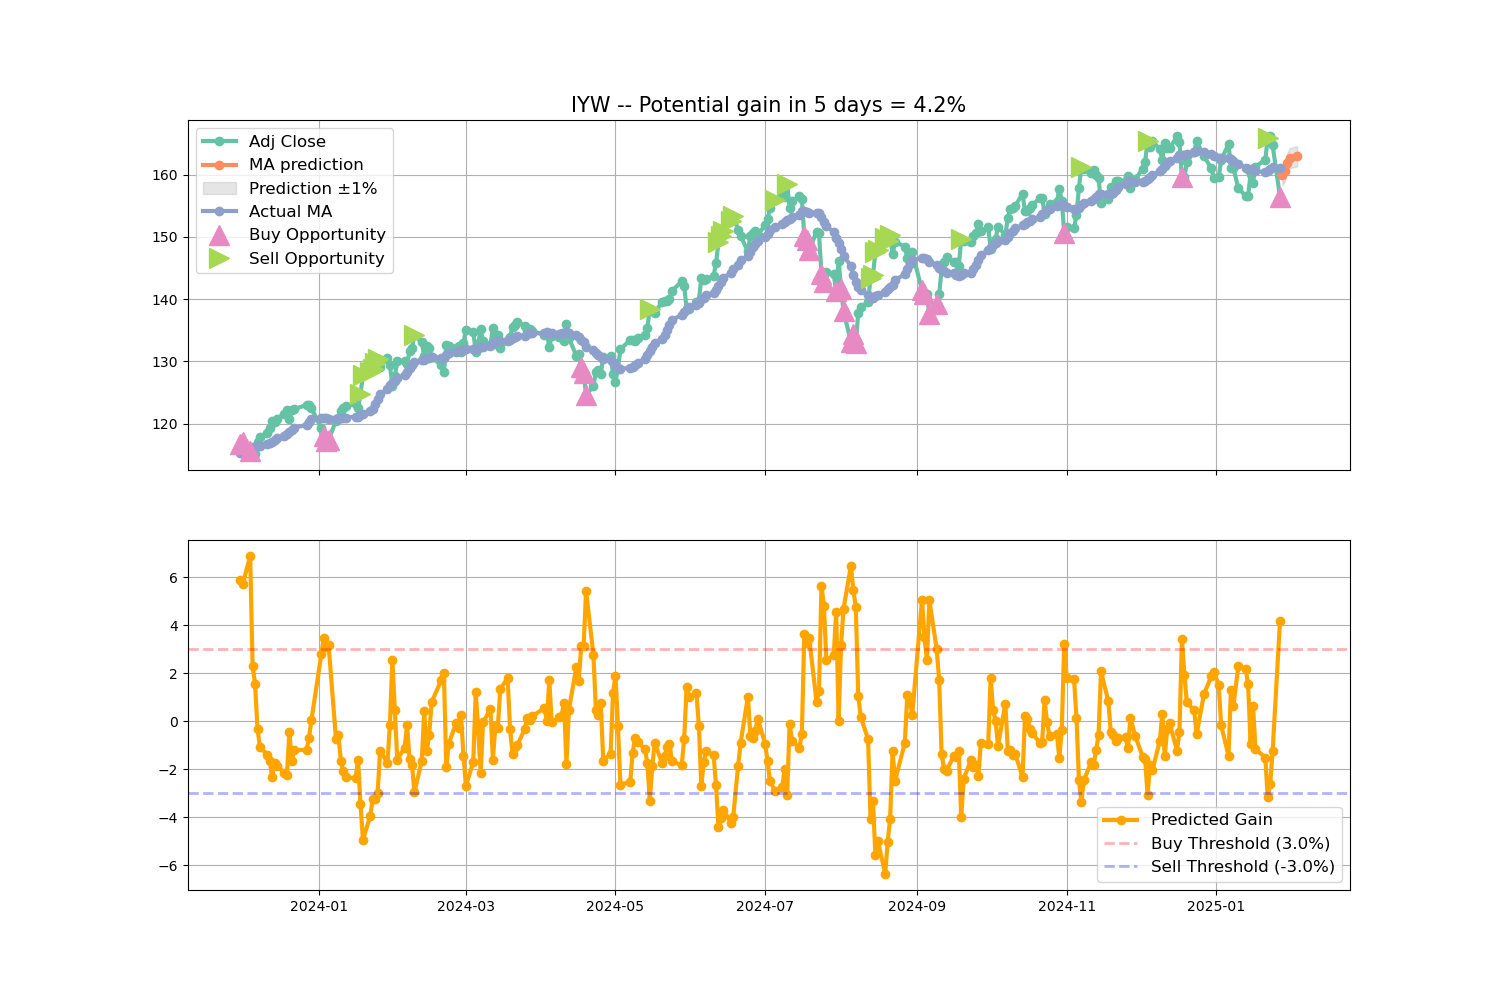 IYW -- Potential gain in 5 days = 4.2%
Adj Close
MA prediction
Prediction ±1%
Actual MA
Buy Opportunity
Sell Opportunity
160
150
140
130
120
6
4
2
0
−2
−4
−6
Predicted Gain
Buy Threshold (3.0%)
Sell Threshold (-3.0%)
2024-01 2024-03 2024-05 2024-07 2024-09 2024-11 2025-01